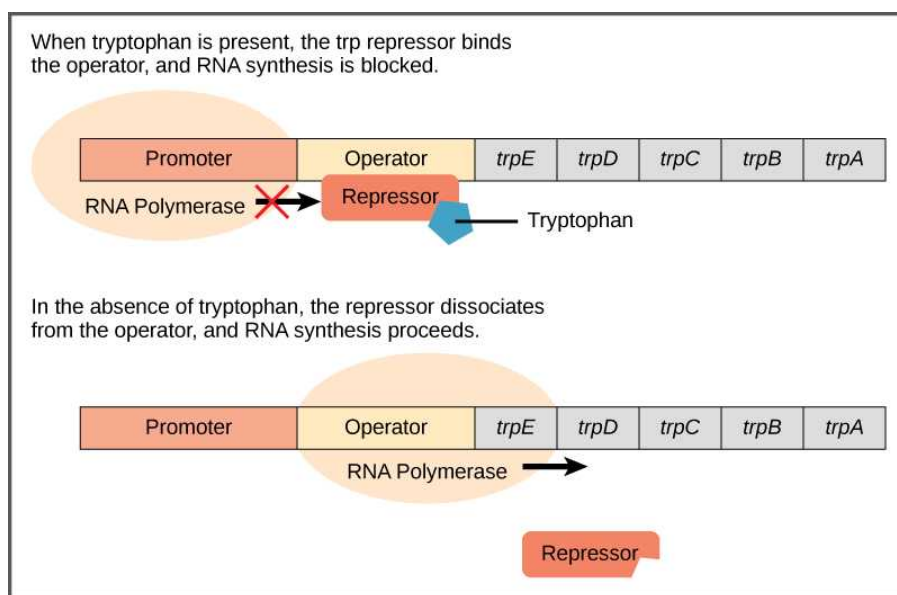 When tryptophan is present, the trp repressor binds
the operator, and RNA synthesis is blocked.
Promoter Operator trpE trpD trpC trpB trpA
RNA Polymerase Repressor
Tryptophan
In the absence of tryptophan, the repressor dissociates
from the operator, and RNA synthesis proceeds.
Promoter Operator trpE trpD trpC trpB trpA
RNA Polymerase
Repressor